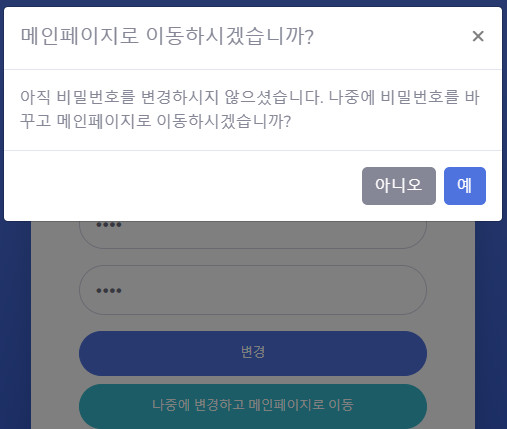 메인페이지로 이동하시겠습니까?
×
아직 비밀번호를 변경하시지 않으셨습니다. 나중에 비밀번호를 바
꾸고 메인페이지로 이동하시겠습니까?
아니오 예
••••
••••
변경
나중에 변경하고 메인페이지로 이동